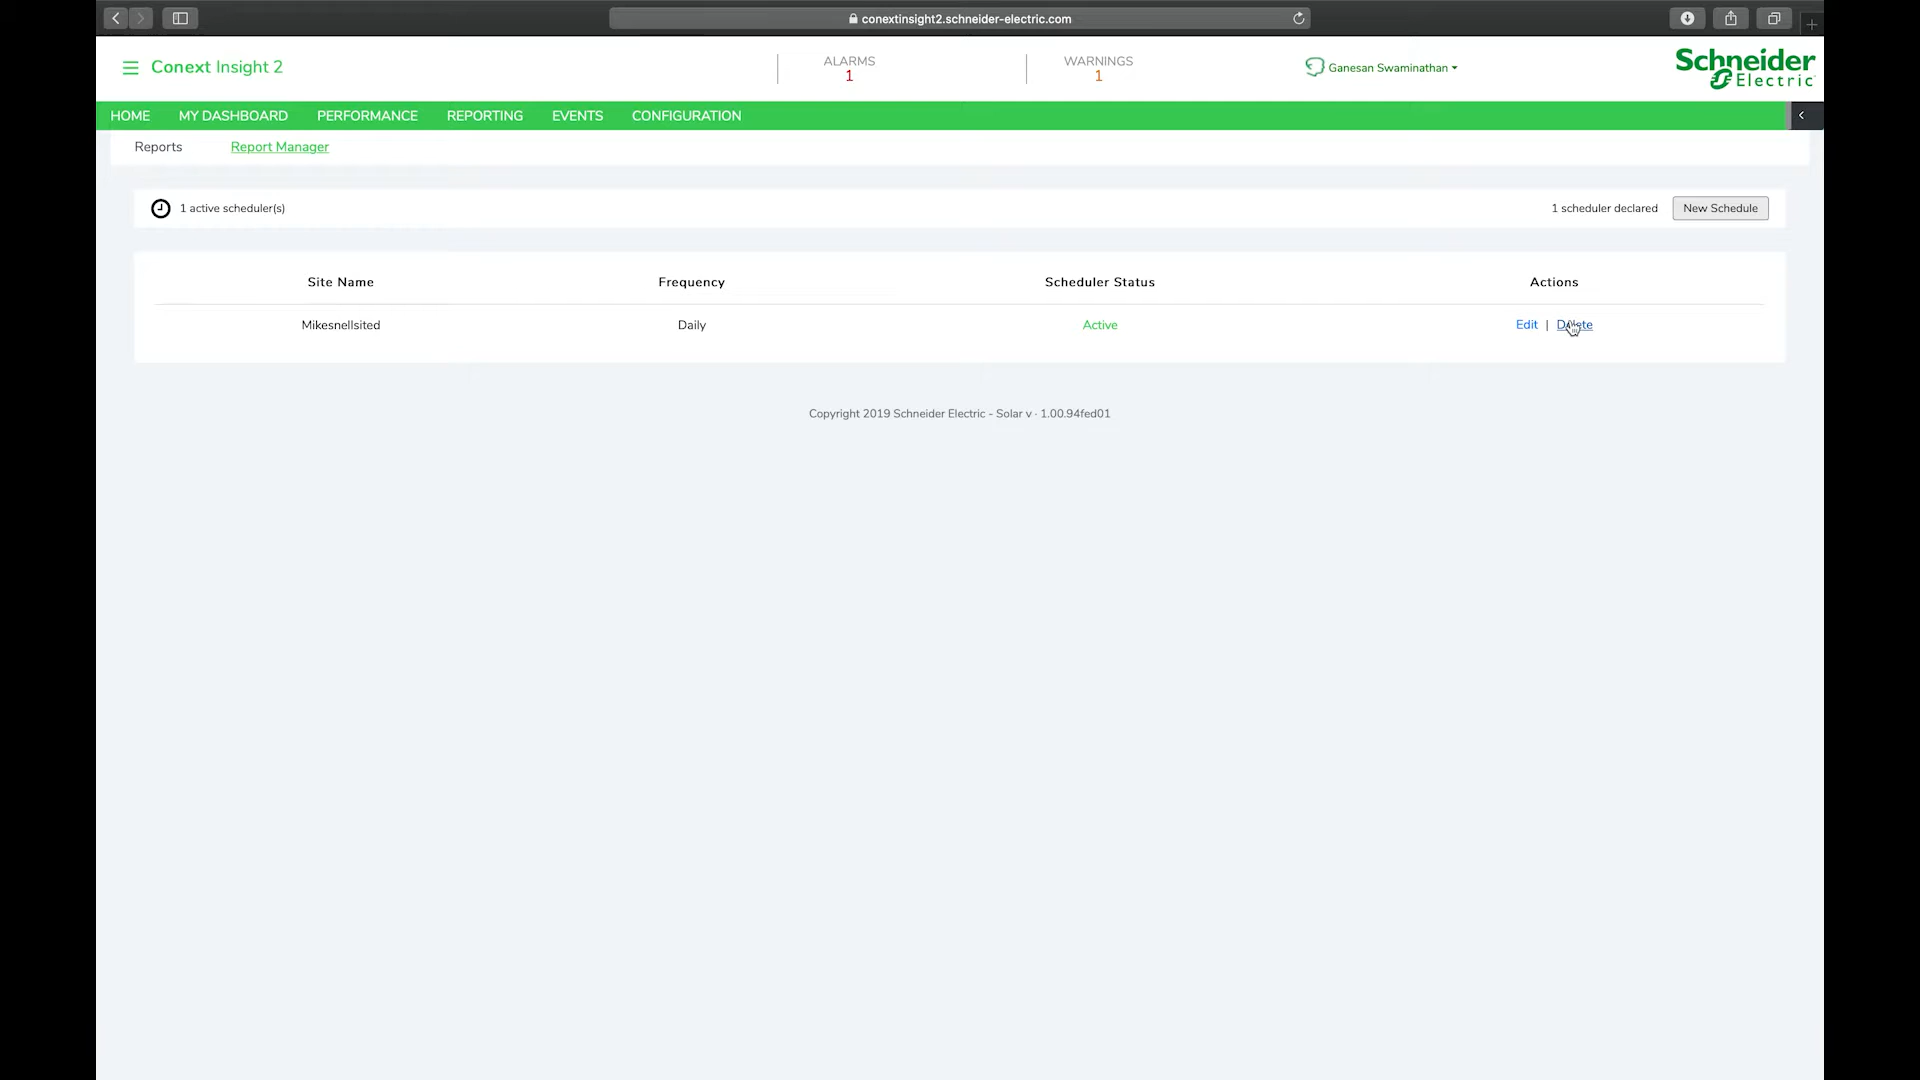 conextinsight2.schneider-electric.com
Conext Insight 2
ALARMS
1
WARNINGS
1
Ganesan Swaminathan
Schneider
Electric
HOME MY DASHBOARD PERFORMANCE REPORTING EVENTS CONFIGURATION
Reports Report Manager
1 active scheduler(s) 1 scheduler declared New Schedule
Site Name Frequency Scheduler Status Actions
Mikesnellsited Daily Active Edit | Delete
Copyright 2019 Schneider Electric - Solar v - 1.00.94fed01